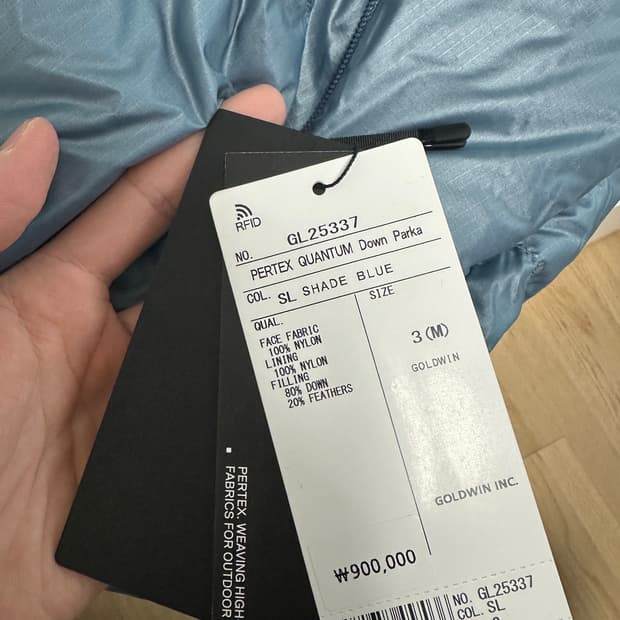 RFID
NO. GL25337
PERTEX QUANTUM Down Parka
COL. SL SHADE BLUE
QUAL.
FACE FABRIC
100% NYLON
LINING
100% NYLON
FILLING
80% DOWN
20% FEATHERS
SIZE
3(M)
GOLDWIN
GOLDWIN INC.
₩900,000
NO. GL25337
COL. SL
PERTEX. WEAVING HIGH
FABRICS FOR OUTDOOR